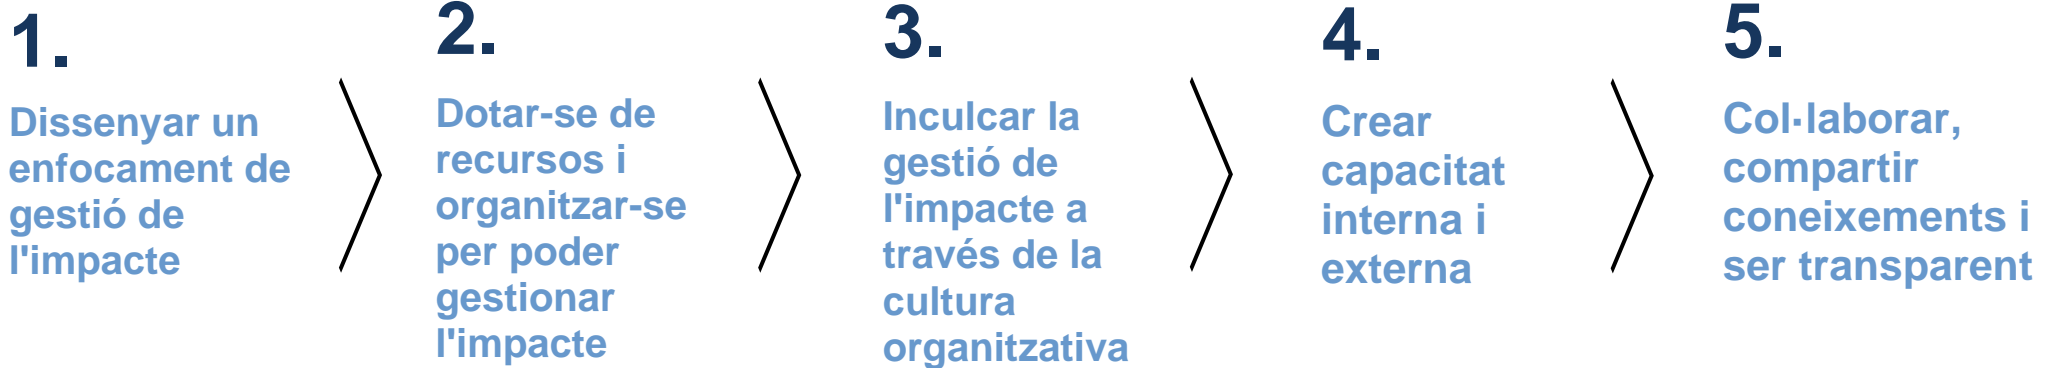 1.
Dissenyar un
enfocament de
gestió de
l'impacte
2.
Dotar-se de
recursos i
organitzar-se
per poder
gestionar
l'impacte
3.
Inculcar la
gestió de
l'impacte a
través de la
cultura
organitzativa
4.
Crear
capacitat
interna i
externa
5.
Col·laborar,
compartir
coneixements i
ser transparent